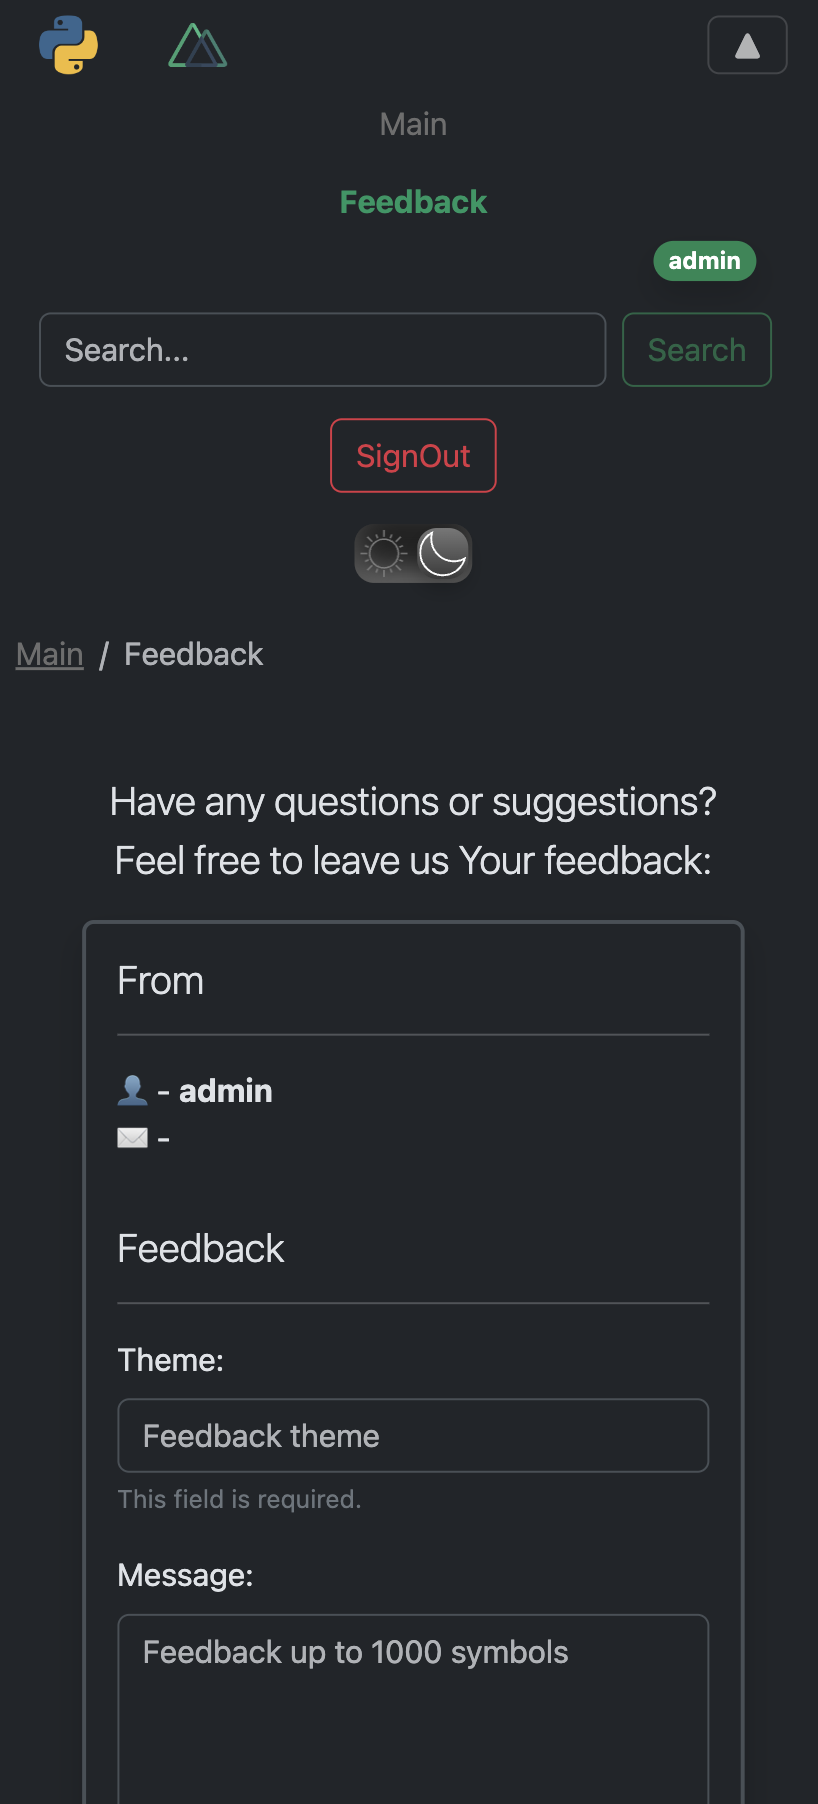 Main
Feedback
admin
Search...
Search
SignOut
Main / Feedback
Have any questions or suggestions?
Feel free to leave us Your feedback:
From
- admin
-
Feedback
Theme:
Feedback theme
This field is required.
Message:
Feedback up to 1000 symbols